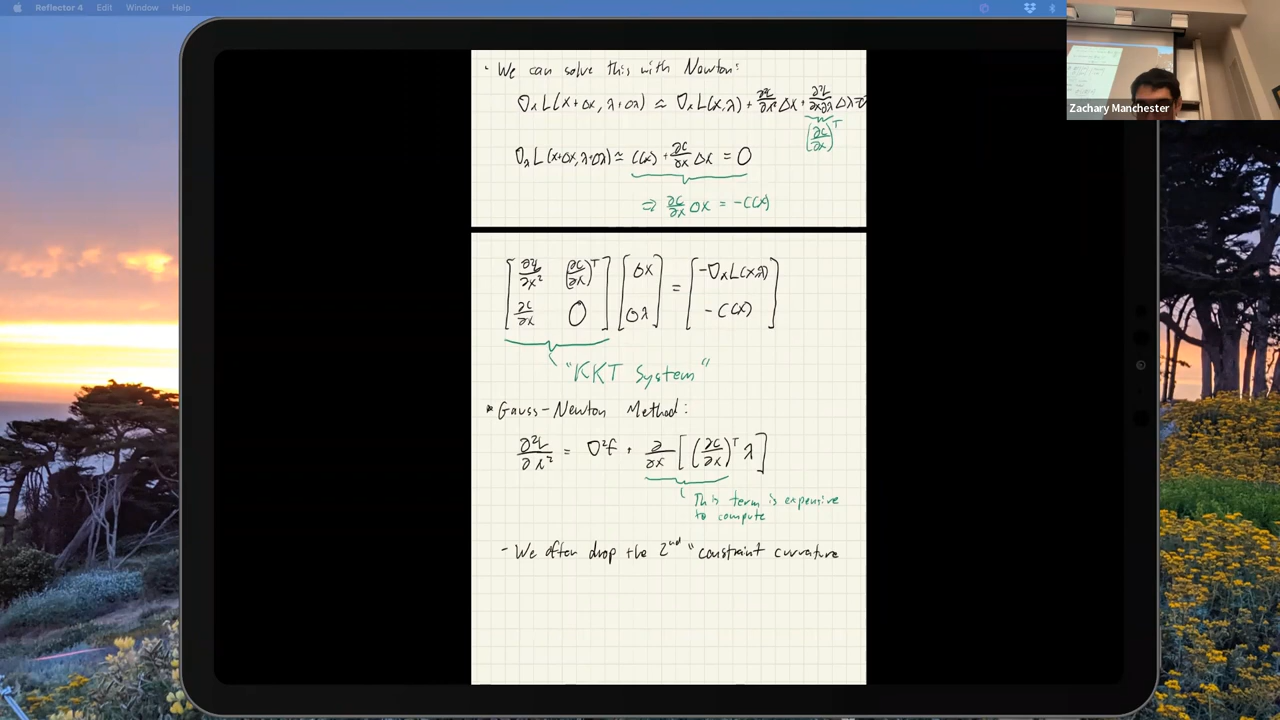 Reflector 4 Edit Window Help
Zachary Manchester
• We can solve this with Newton:
∇ₓL(x+Δx, λ+Δλ) ≈ ∇ₓL(x,λ) + ∂²L/∂x² Δx + ∂²L/∂x∂λ Δλ = 0
(∂c/∂x)ᵀ
∇_λL(x+Δx, λ+Δλ) ≈ c(x) + ∂c/∂x Δx = 0
⇒ ∂c/∂x Δx = -c(x)
[∂²L/∂x² (∂c/∂x)ᵀ; ∂c/∂x 0] [Δx; Δλ] = [-∇ₓL(x,λ); -c(x)]
"KKT System"
* Gauss-Newton Method:
∂²L/∂x² = ∇²f + ∂/∂x [(∂c/∂x)ᵀ λ]
This term is expensive
to compute
- We often drop the 2nd "constraint curvature